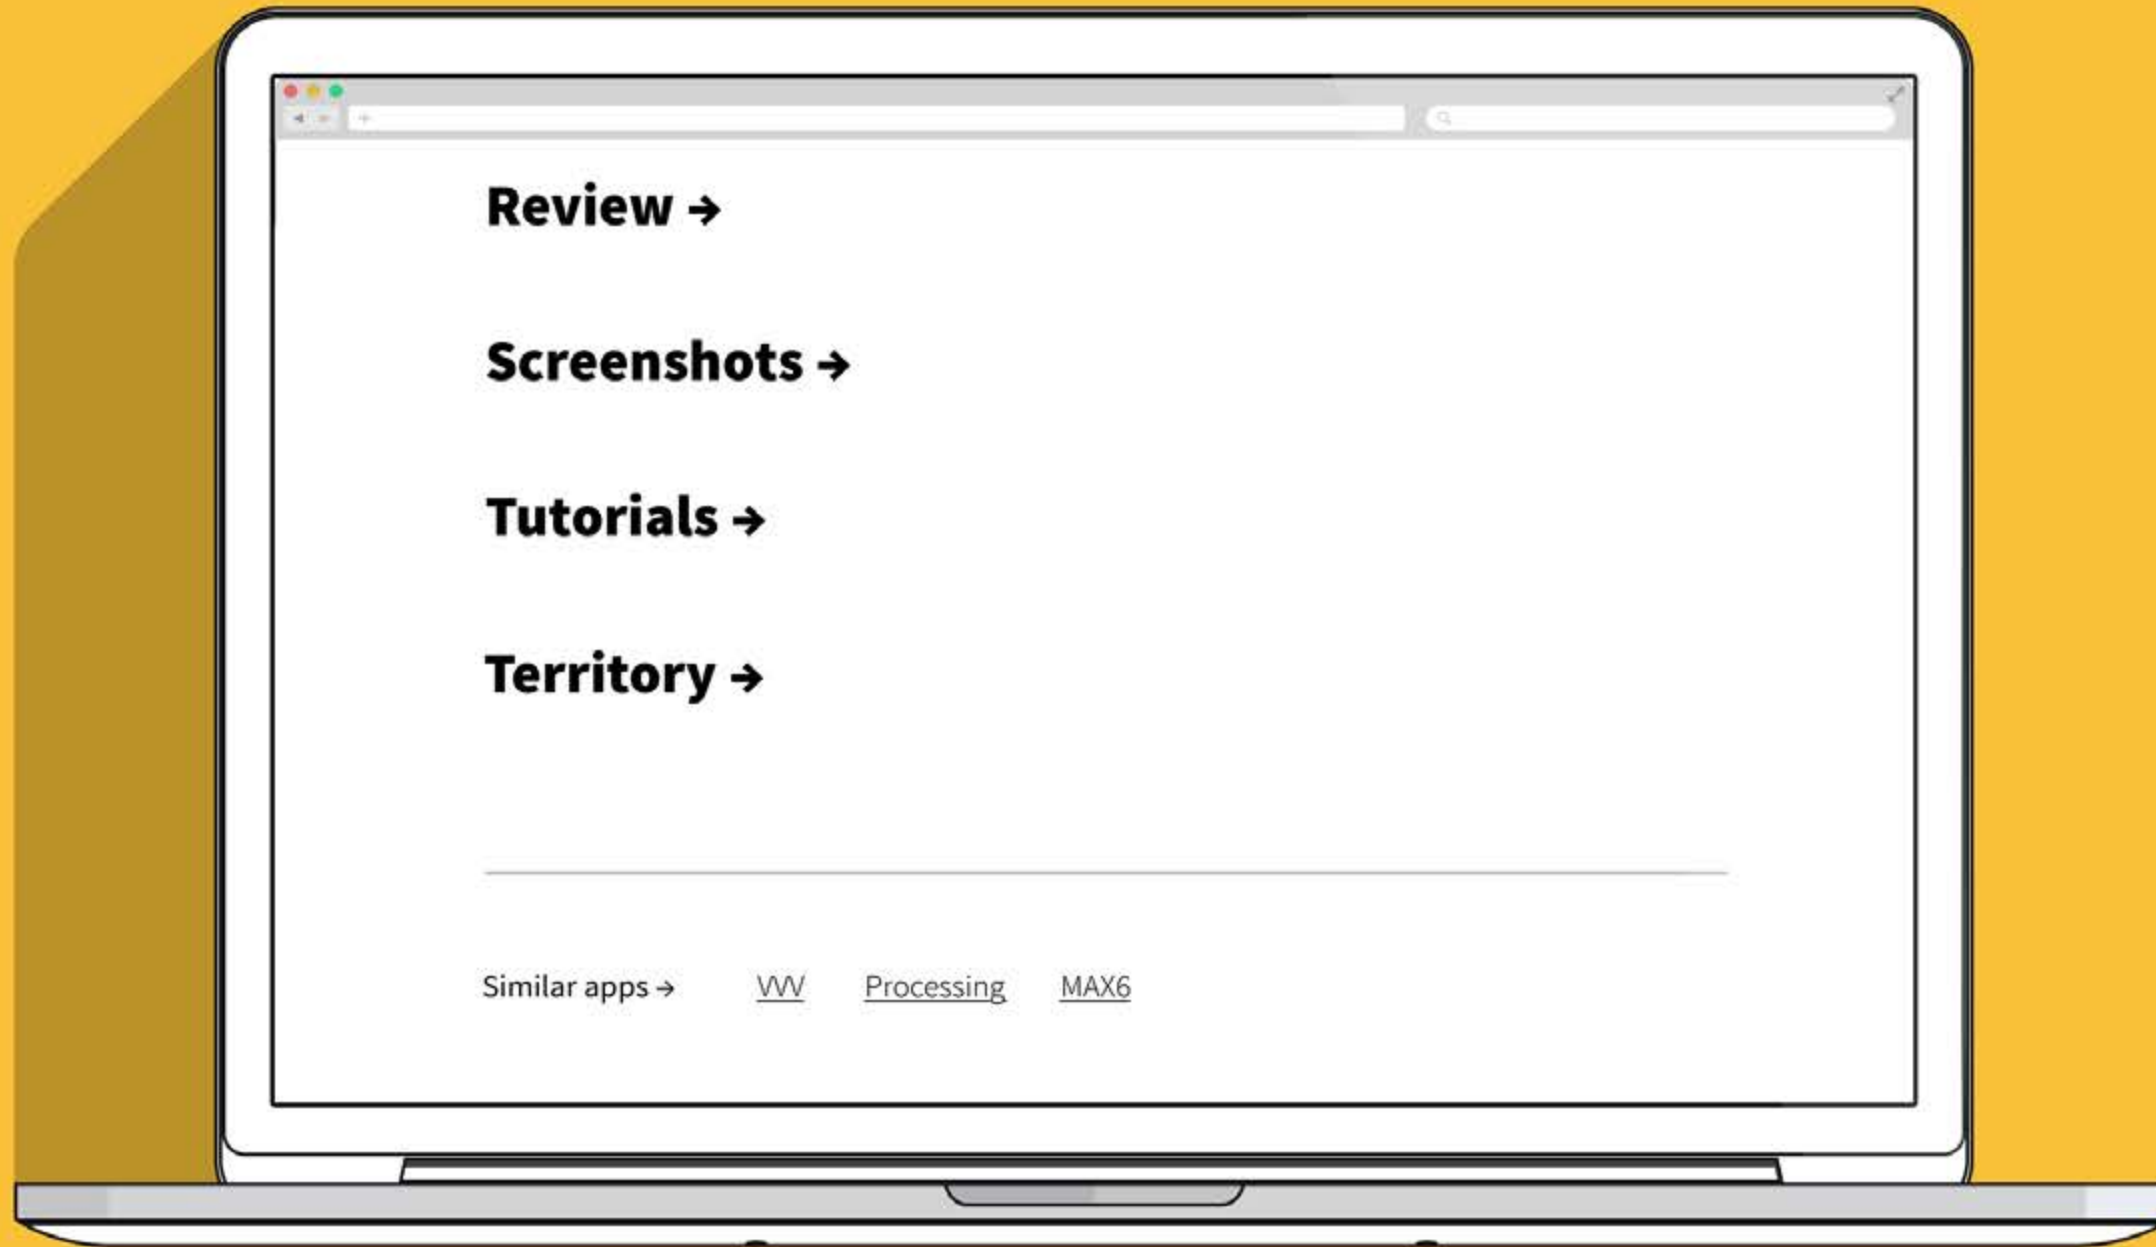 Review →
Screenshots →
Tutorials →
Territory →
Similar apps → VVV Processing MAX6